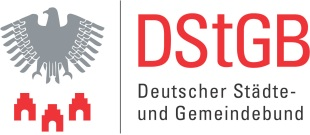 DStGB
Deutscher Städte-
und Gemeindebund